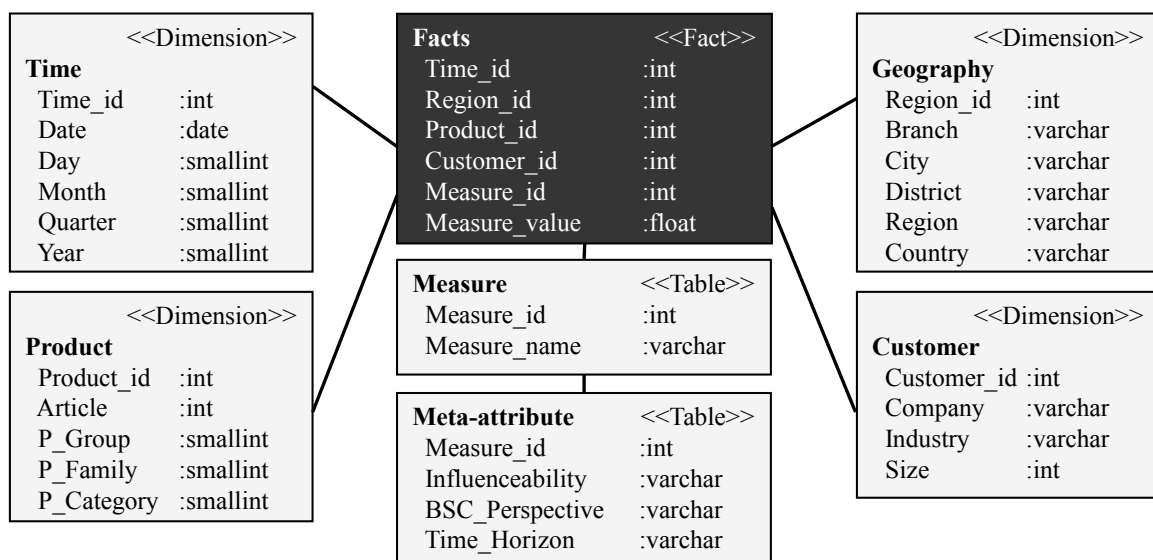 <<Dimension>>
Time
Time_id :int
Date :date
Day :smallint
Month :smallint
Quarter :smallint
Year :smallint
<<Dimension>>
Product
Product_id :int
Article :int
P_Group :smallint
P_Family :smallint
P_Category :smallint
Facts <<Fact>>
Time_id :int
Region_id :int
Product_id :int
Customer_id :int
Measure_id :int
Measure_value :float
Measure <<Table>>
Measure_id :int
Measure_name :varchar
Meta-attribute <<Table>>
Measure_id :int
Influenceability :varchar
BSC_Perspective :varchar
Time_Horizon :varchar
<<Dimension>>
Geography
Region_id :int
Branch :varchar
City :varchar
District :varchar
Region :varchar
Country :varchar
<<Dimension>>
Customer
Customer_id :int
Company :varchar
Industry :varchar
Size :int